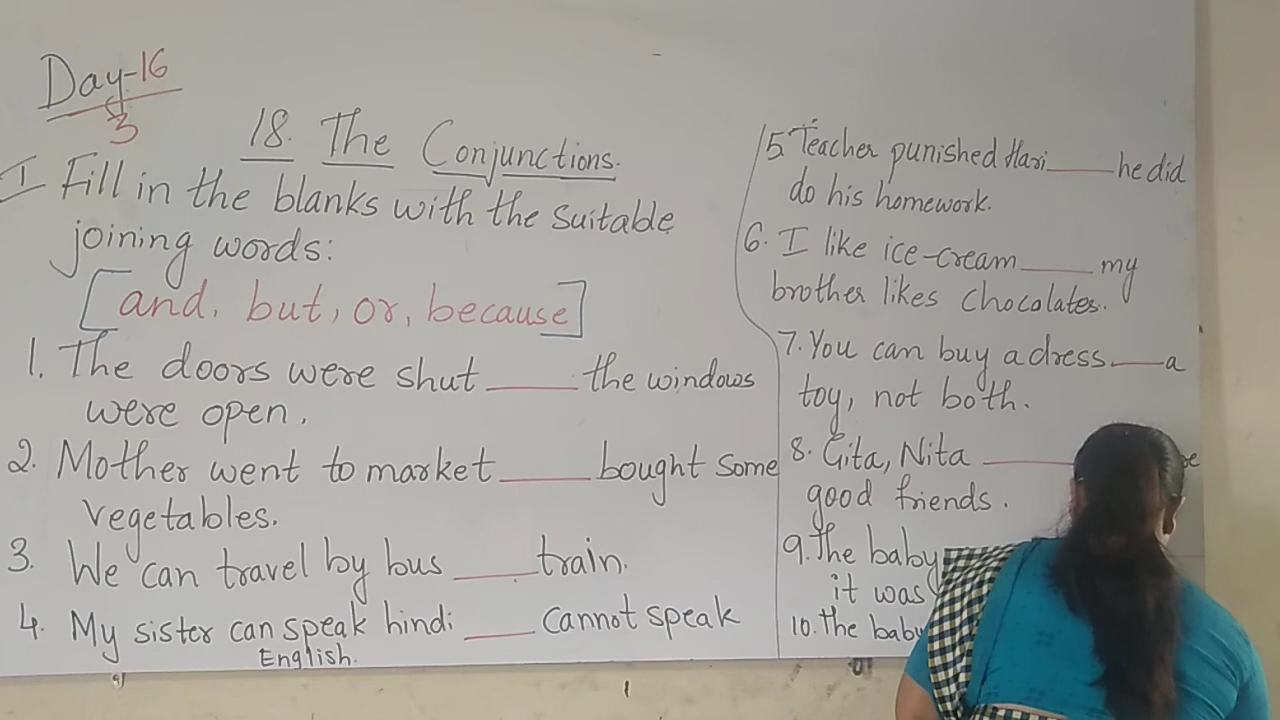 Day-16
3
18. The Conjunctions.
I Fill in the blanks with the suitable
joining words:
[and, but, or, because]
1. The doors were shut ____ the windows
were open.
2. Mother went to market ____ bought some
vegetables.
3. We can travel by bus ____ train.
4. My sister can speak hindi ____ cannot speak
English.
5. Teacher punished Hari ____ he did
do his homework.
6. I like ice-cream ____ my
brother likes chocolates.
7. You can buy a dress ____ a
toy, not both.
8. Gita, Nita ____
good friends.
9. The baby
it was
10. The baby